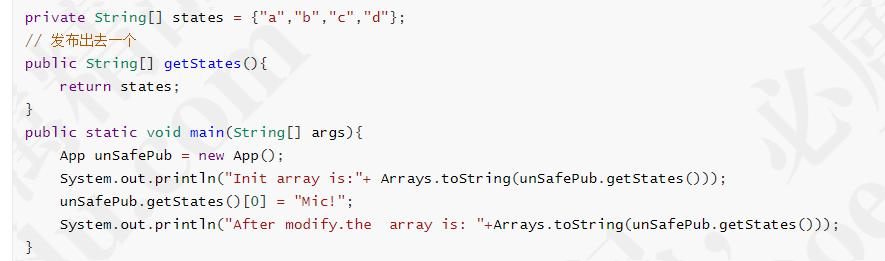 private String[] states = {"a","b","c","d"};
// 发布出去一个
public String[] getStates(){
    return states;
}
public static void main(String[] args){
    App unSafePub = new App();
    System.out.println("Init array is:"+ Arrays.toString(unSafePub.getStates()));
    unSafePub.getStates()[0] = "Mic!";
    System.out.println("After modify.the  array is: "+Arrays.toString(unSafePub.getStates()));
}